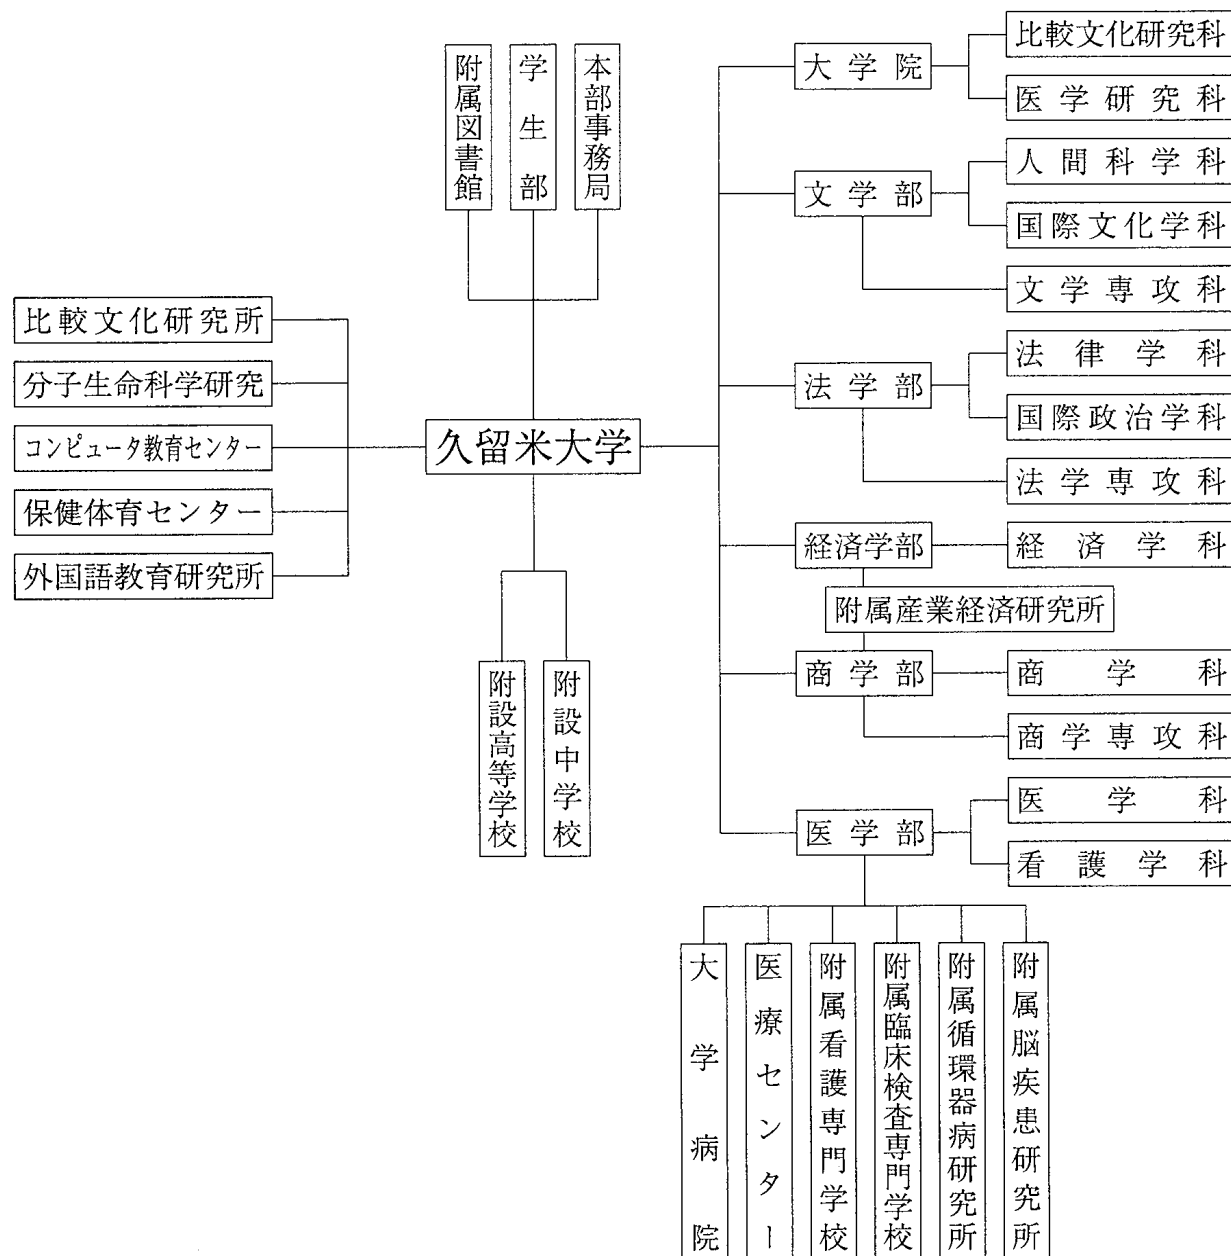 附属図書館
学生部
本部事務局
比較文化研究所
分子生命科学研究
コンピュータ教育センター
保健体育センター
外国語教育研究所
久留米大学
附設高等学校
附設中学校
大学院
比較文化研究科
医学研究科
文学部
人間科学科
国際文化学科
文学専攻科
法学部
法律学科
国際政治学科
法学専攻科
経済学部
経済学科
附属産業経済研究所
商学部
商学科
商学専攻科
医学部
医学科
看護学科
大学病院
医療センター
附属看護専門学校
附属臨床検査専門学校
附属循環器病研究所
附属脳疾患研究所